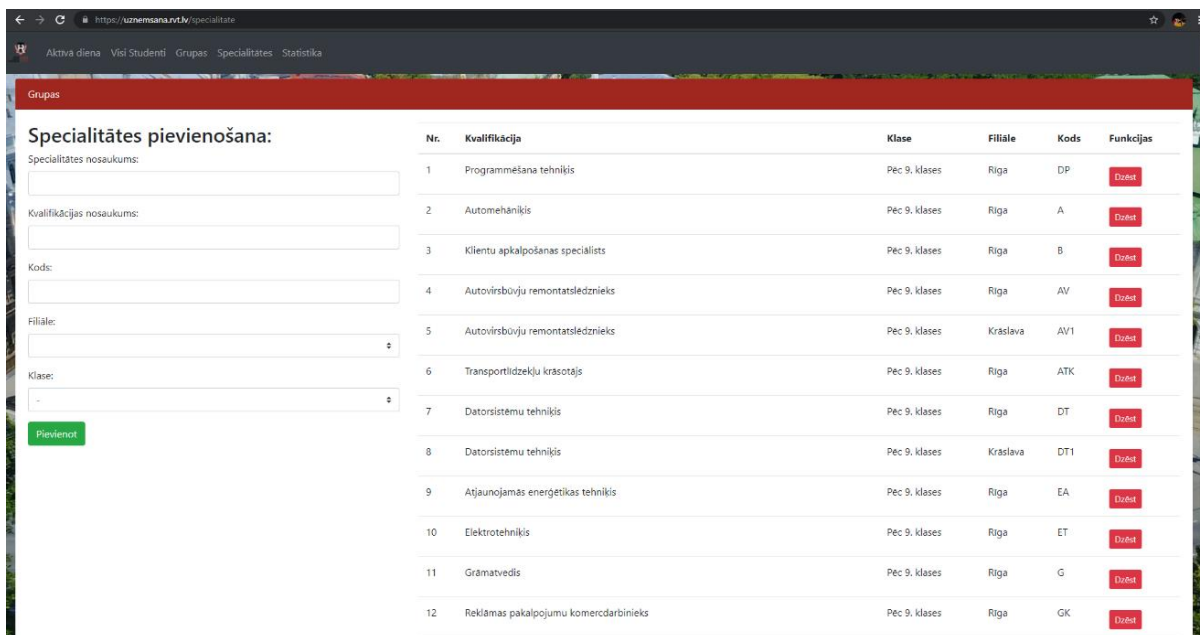 https://uznemsana.rvt.lv/specialitate
Aktīvā diena Visi Studenti Grupas Specialitātes Statistika
Grupas
Specialitātes pievienošana:
Specialitātes nosaukums:
Kvalifikācijas nosaukums:
Kods:
Filiāle:
Klase:
-
Pievienot
Nr. Kvalifikācija Klase Filiāle Kods Funkcijas
1 Programmēšana tehniķis Pēc 9. klases Rīga DP Dzēst
2 Automehāniķis Pēc 9. klases Rīga A Dzēst
3 Klientu apkalpošanas speciālists Pēc 9. klases Rīga B Dzēst
4 Autovirsbūvju remontatslēdznieks Pēc 9. klases Rīga AV Dzēst
5 Autovirsbūvju remontatslēdznieks Pēc 9. klases Krāslava AV1 Dzēst
6 Transportlīdzekļu krāsotājs Pēc 9. klases Rīga ATK Dzēst
7 Datorsistēmu tehniķis Pēc 9. klases Rīga DT Dzēst
8 Datorsistēmu tehniķis Pēc 9. klases Krāslava DT1 Dzēst
9 Atjaunojamās enerģētikas tehniķis Pēc 9. klases Rīga EA Dzēst
10 Elektrotehniķis Pēc 9. klases Rīga ET Dzēst
11 Grāmatvedis Pēc 9. klases Rīga G Dzēst
12 Reklāmas pakalpojumu komercdarbinieks Pēc 9. klases Rīga GK Dzēst